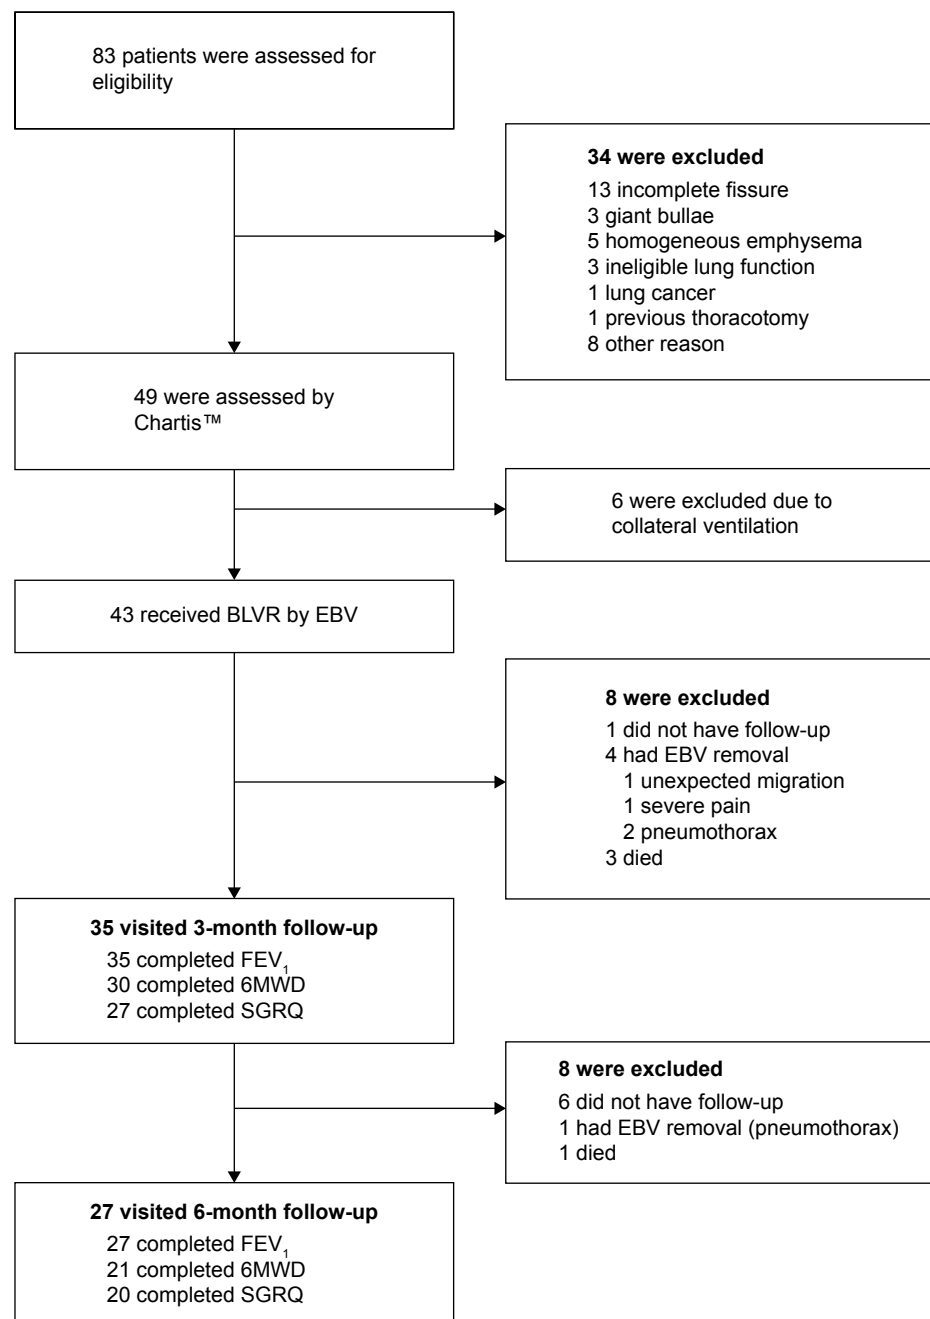 83 patients were assessed for
eligibility
34 were excluded
13 incomplete fissure
3 giant bullae
5 homogeneous emphysema
3 ineligible lung function
1 lung cancer
1 previous thoracotomy
8 other reason
49 were assessed by
Chartis™
6 were excluded due to
collateral ventilation
43 received BLVR by EBV
8 were excluded
1 did not have follow-up
4 had EBV removal
1 unexpected migration
1 severe pain
2 pneumothorax
3 died
35 visited 3-month follow-up
35 completed FEV₁
30 completed 6MWD
27 completed SGRQ
8 were excluded
6 did not have follow-up
1 had EBV removal (pneumothorax)
1 died
27 visited 6-month follow-up
27 completed FEV₁
21 completed 6MWD
20 completed SGRQ